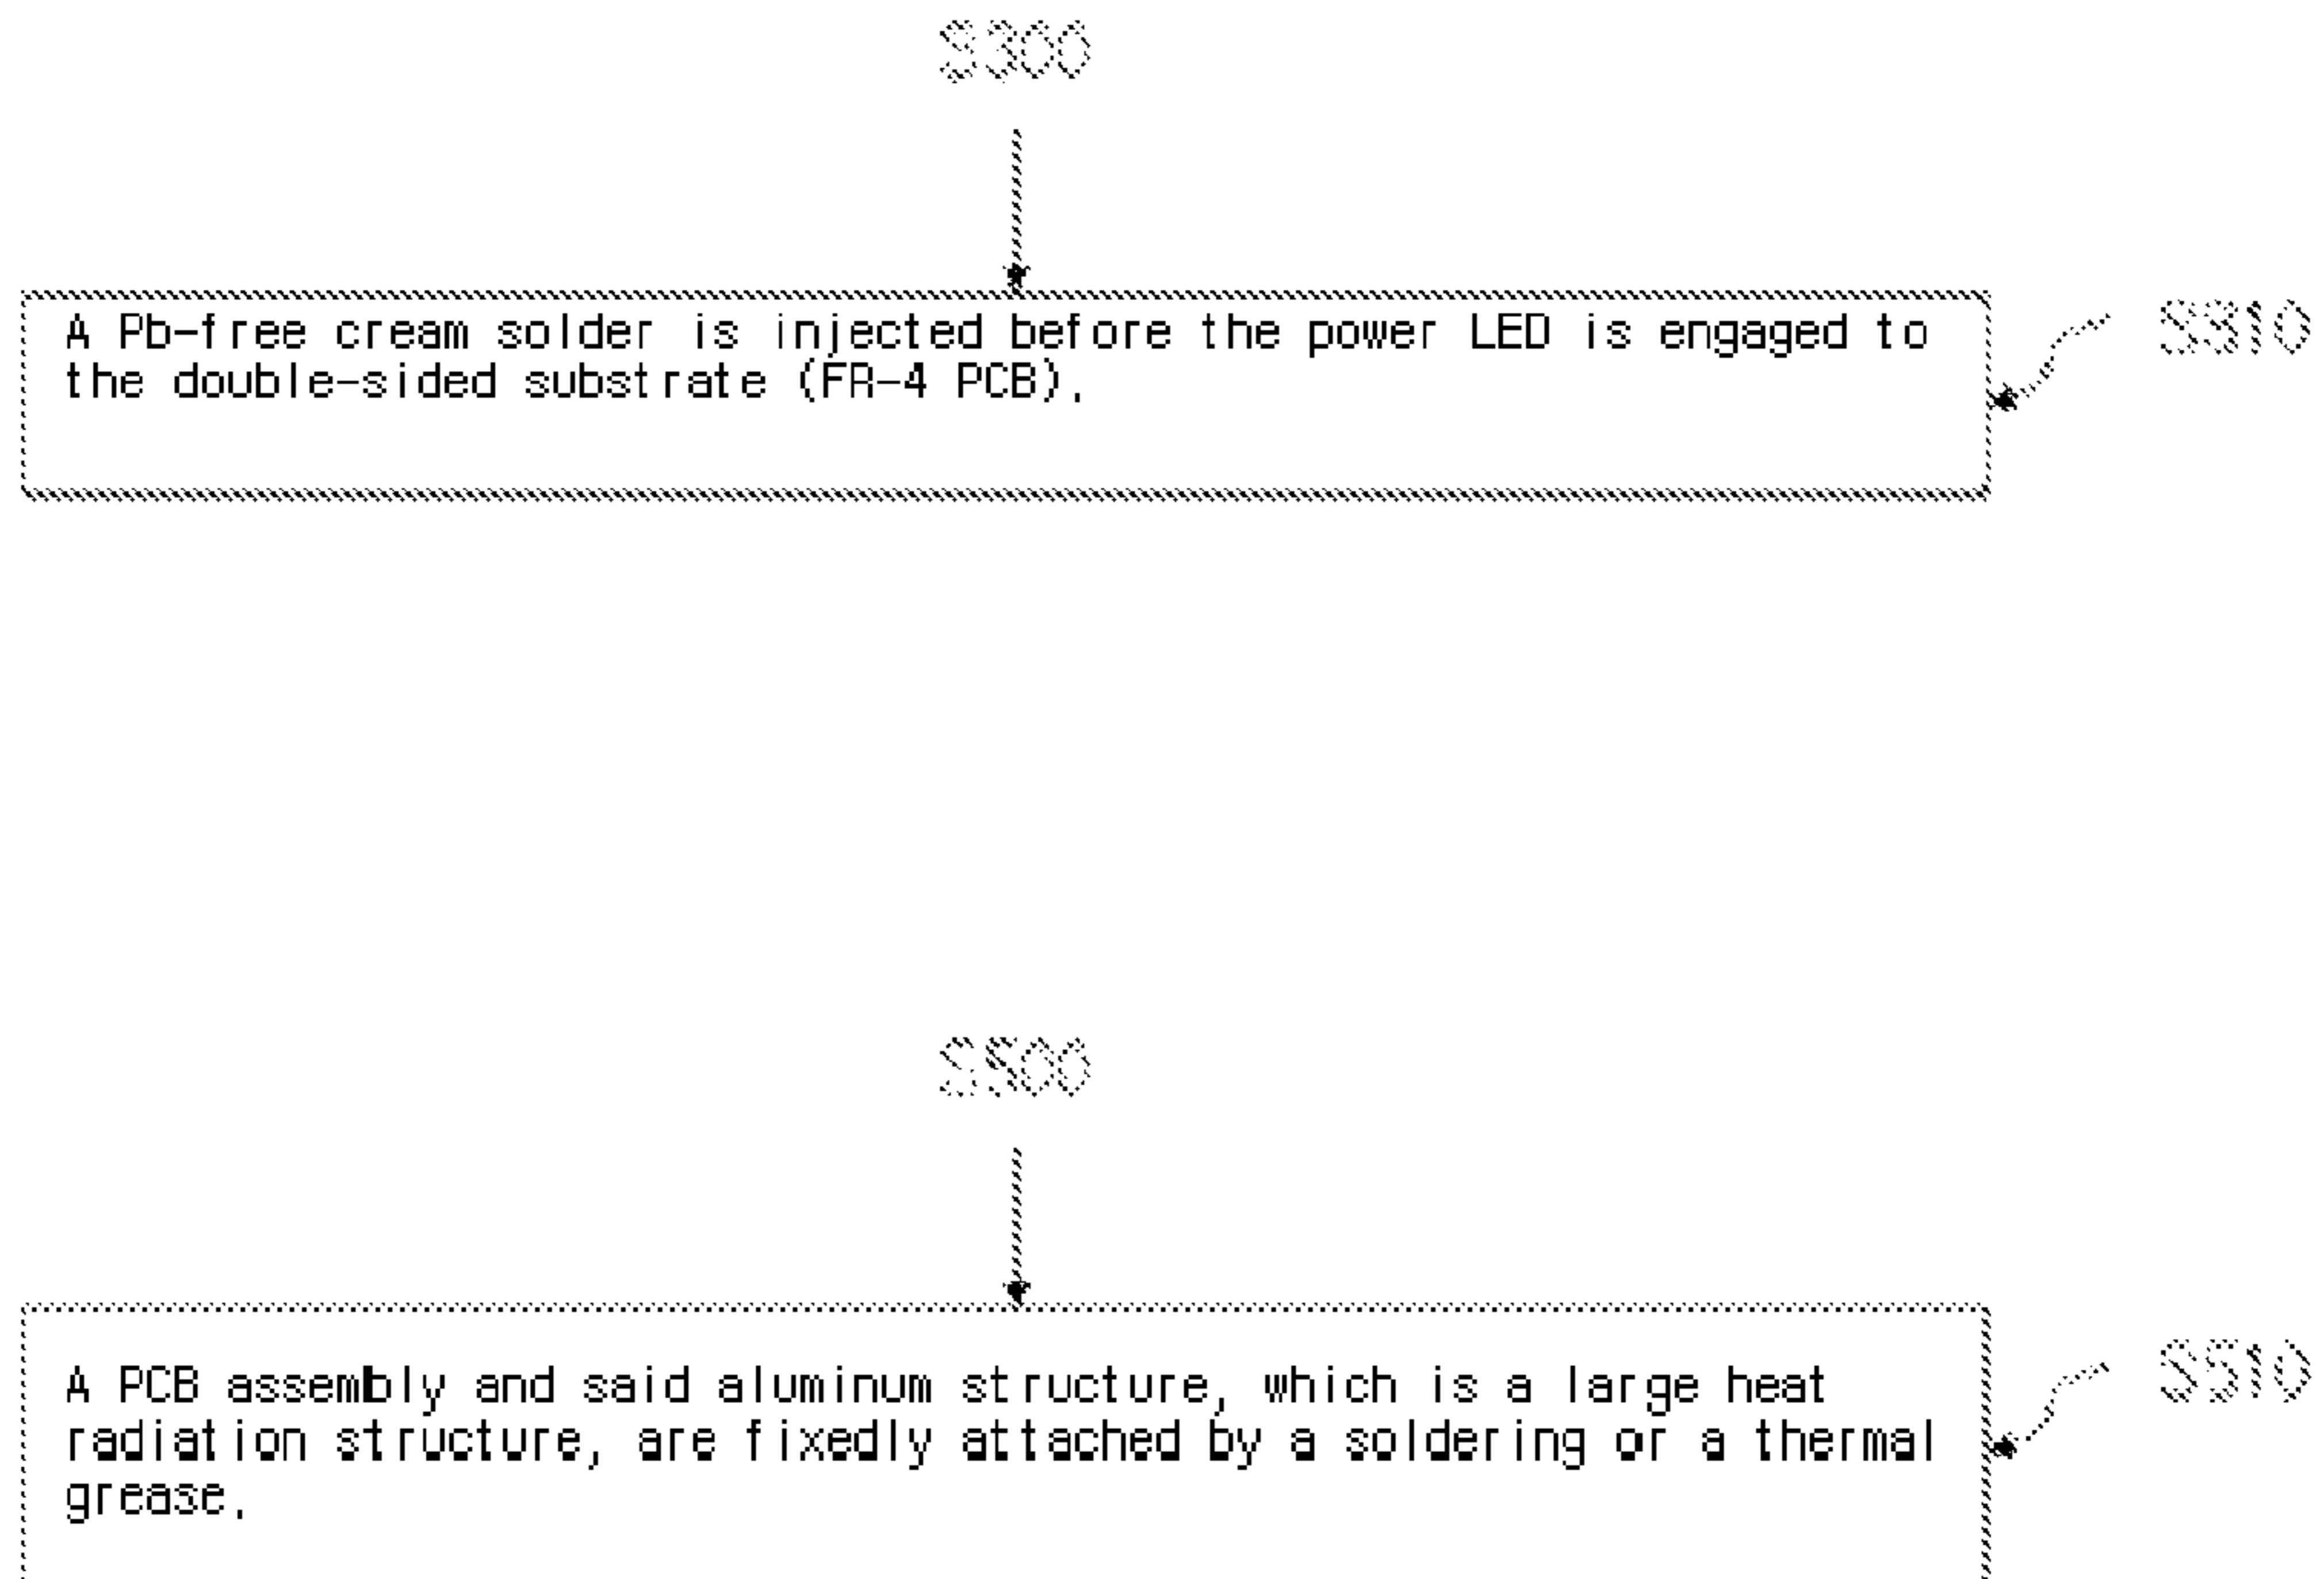 S300
A Pb-free cream solder is injected before the power LED is engaged to
S310
the double-sided substrate (FR-4 PCB).
S500
A PCB assembly and said aluminum structure, which is a large heat
S510
radiation structure, are fixedly attached by a soldering or a thermal
grease.